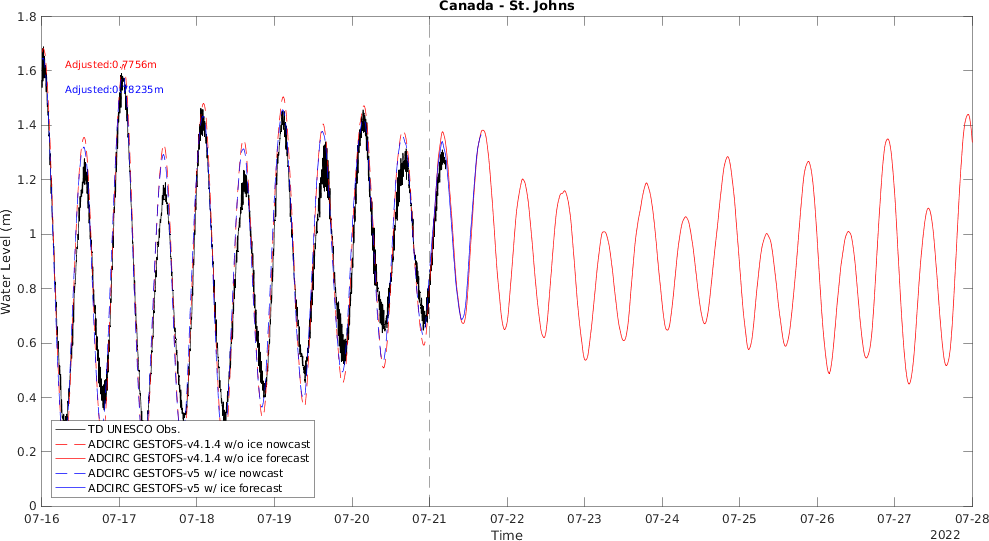 Canada - St. Johns
1.8
1.6
1.4
1.2
1
0.8
0.6
0.4
0.2
0
Water Level (m)
Adjusted:0.7756m
Adjusted:0.78235m
TD UNESCO Obs.
ADCIRC GESTOFS-v4.1.4 w/o ice nowcast
ADCIRC GESTOFS-v4.1.4 w/o ice forecast
ADCIRC GESTOFS-v5 w/ ice nowcast
ADCIRC GESTOFS-v5 w/ ice forecast
07-16 07-17 07-18 07-19 07-20 07-21 07-22 07-23 07-24 07-25 07-26 07-27 07-28
Time
2022